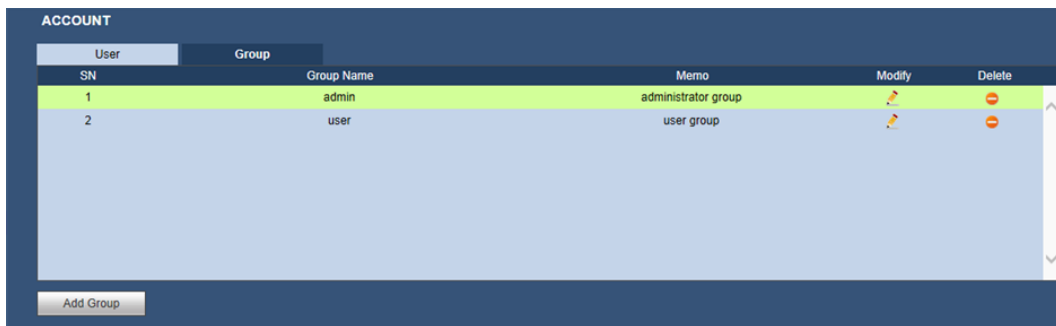 ACCOUNT
User Group
SN Group Name Memo Modify Delete
1 admin administrator group
2 user user group
Add Group